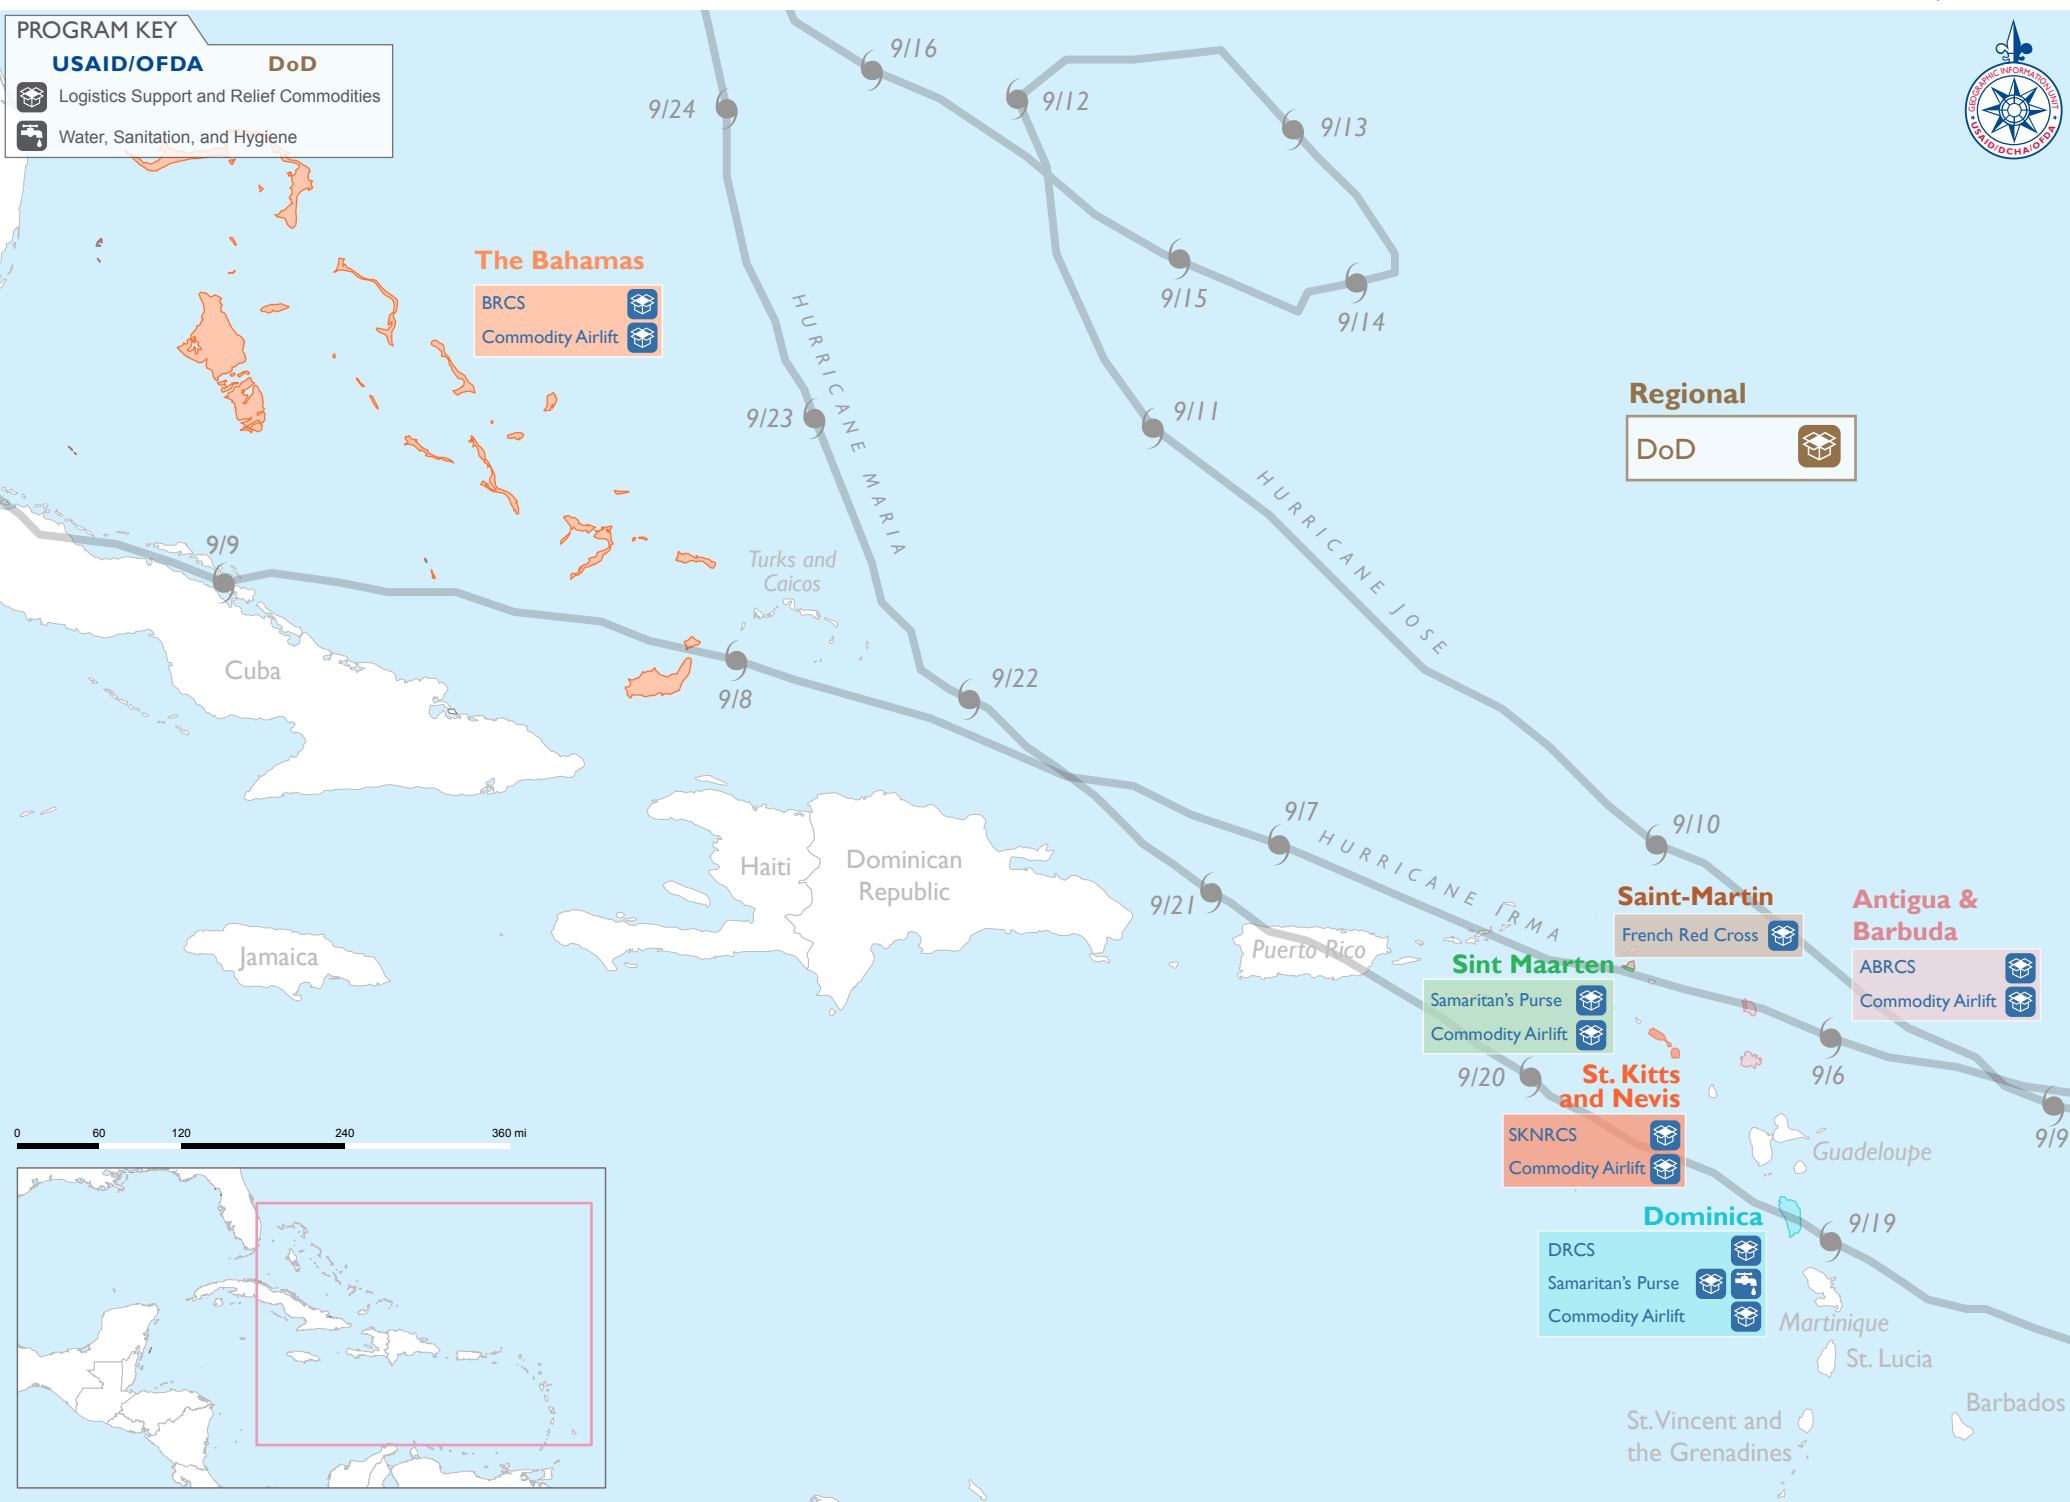 PROGRAM KEY
USAID/OFDA DoD
Logistics Support and Relief Commodities
Water, Sanitation, and Hygiene
GEOGRAPHIC INFORMATION UNIT
USAID/DCHA/OFDA
9/16
9/12
9/13
9/24
The Bahamas
BRCS
Commodity Airlift
9/15
9/14
HURRICANE MARIA
9/23
9/11
Regional
DoD
HURRICANE JOSE
9/9
Turks and
Caicos
Cuba
9/8
9/22
9/7
HURRICANE IRMA
9/10
Haiti
Dominican
Republic
9/21
Jamaica
Puerto Rico
Saint-Martin
French Red Cross
Antigua &
Barbuda
ABRCS
Commodity Airlift
Sint Maarten
Samaritan's Purse
Commodity Airlift
9/20
9/6
9/9
St. Kitts
and Nevis
SKNRCS
Commodity Airlift
Guadeloupe
Dominica
DRCS
Samaritan's Purse
Commodity Airlift
9/19
Martinique
St. Lucia
Barbados
St. Vincent and
the Grenadines
0 60 120 240 360 mi